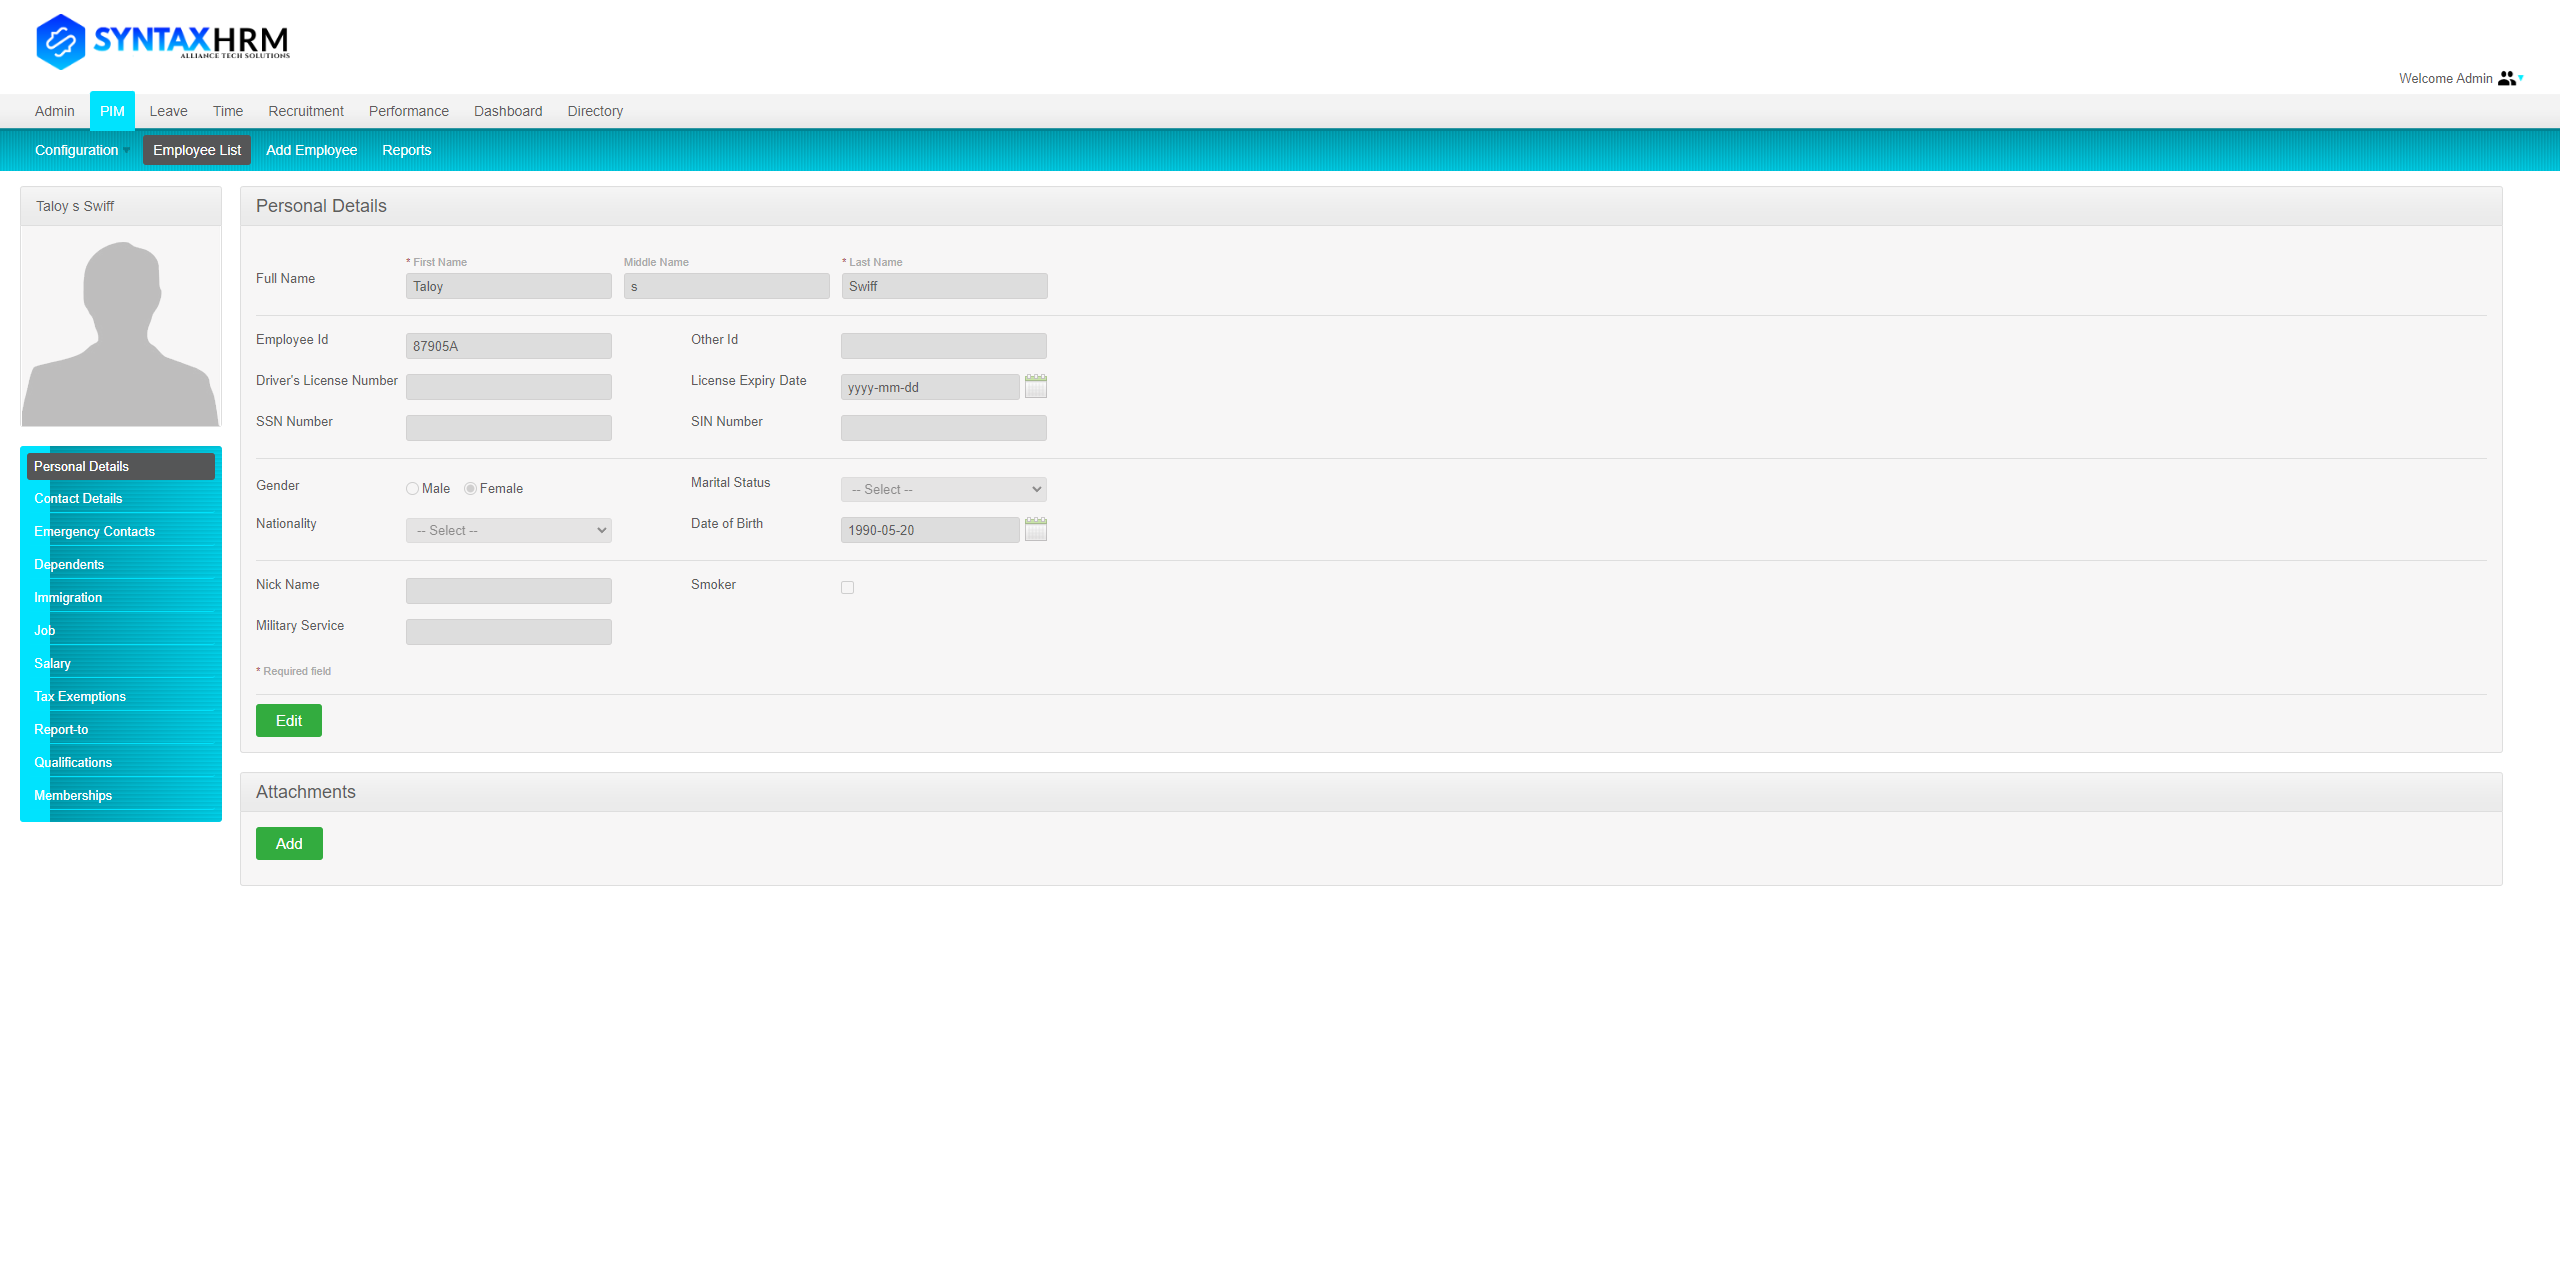 SYNTAXHRM
ALLIANCE TECH SOLUTIONS
Welcome Admin
Admin PIM Leave Time Recruitment Performance Dashboard Directory
Configuration Employee List Add Employee Reports
Taloy s Swiff
Personal Details
Contact Details
Emergency Contacts
Dependents
Immigration
Job
Salary
Tax Exemptions
Report-to
Qualifications
Memberships
Personal Details
* First Name Middle Name * Last Name
Full Name Taloy s Swiff
Employee Id 87905A Other Id
Driver's License Number License Expiry Date yyyy-mm-dd
SSN Number SIN Number
Gender Male Female Marital Status -- Select --
Nationality -- Select -- Date of Birth 1990-05-20
Nick Name Smoker
Military Service
* Required field
Edit
Attachments
Add